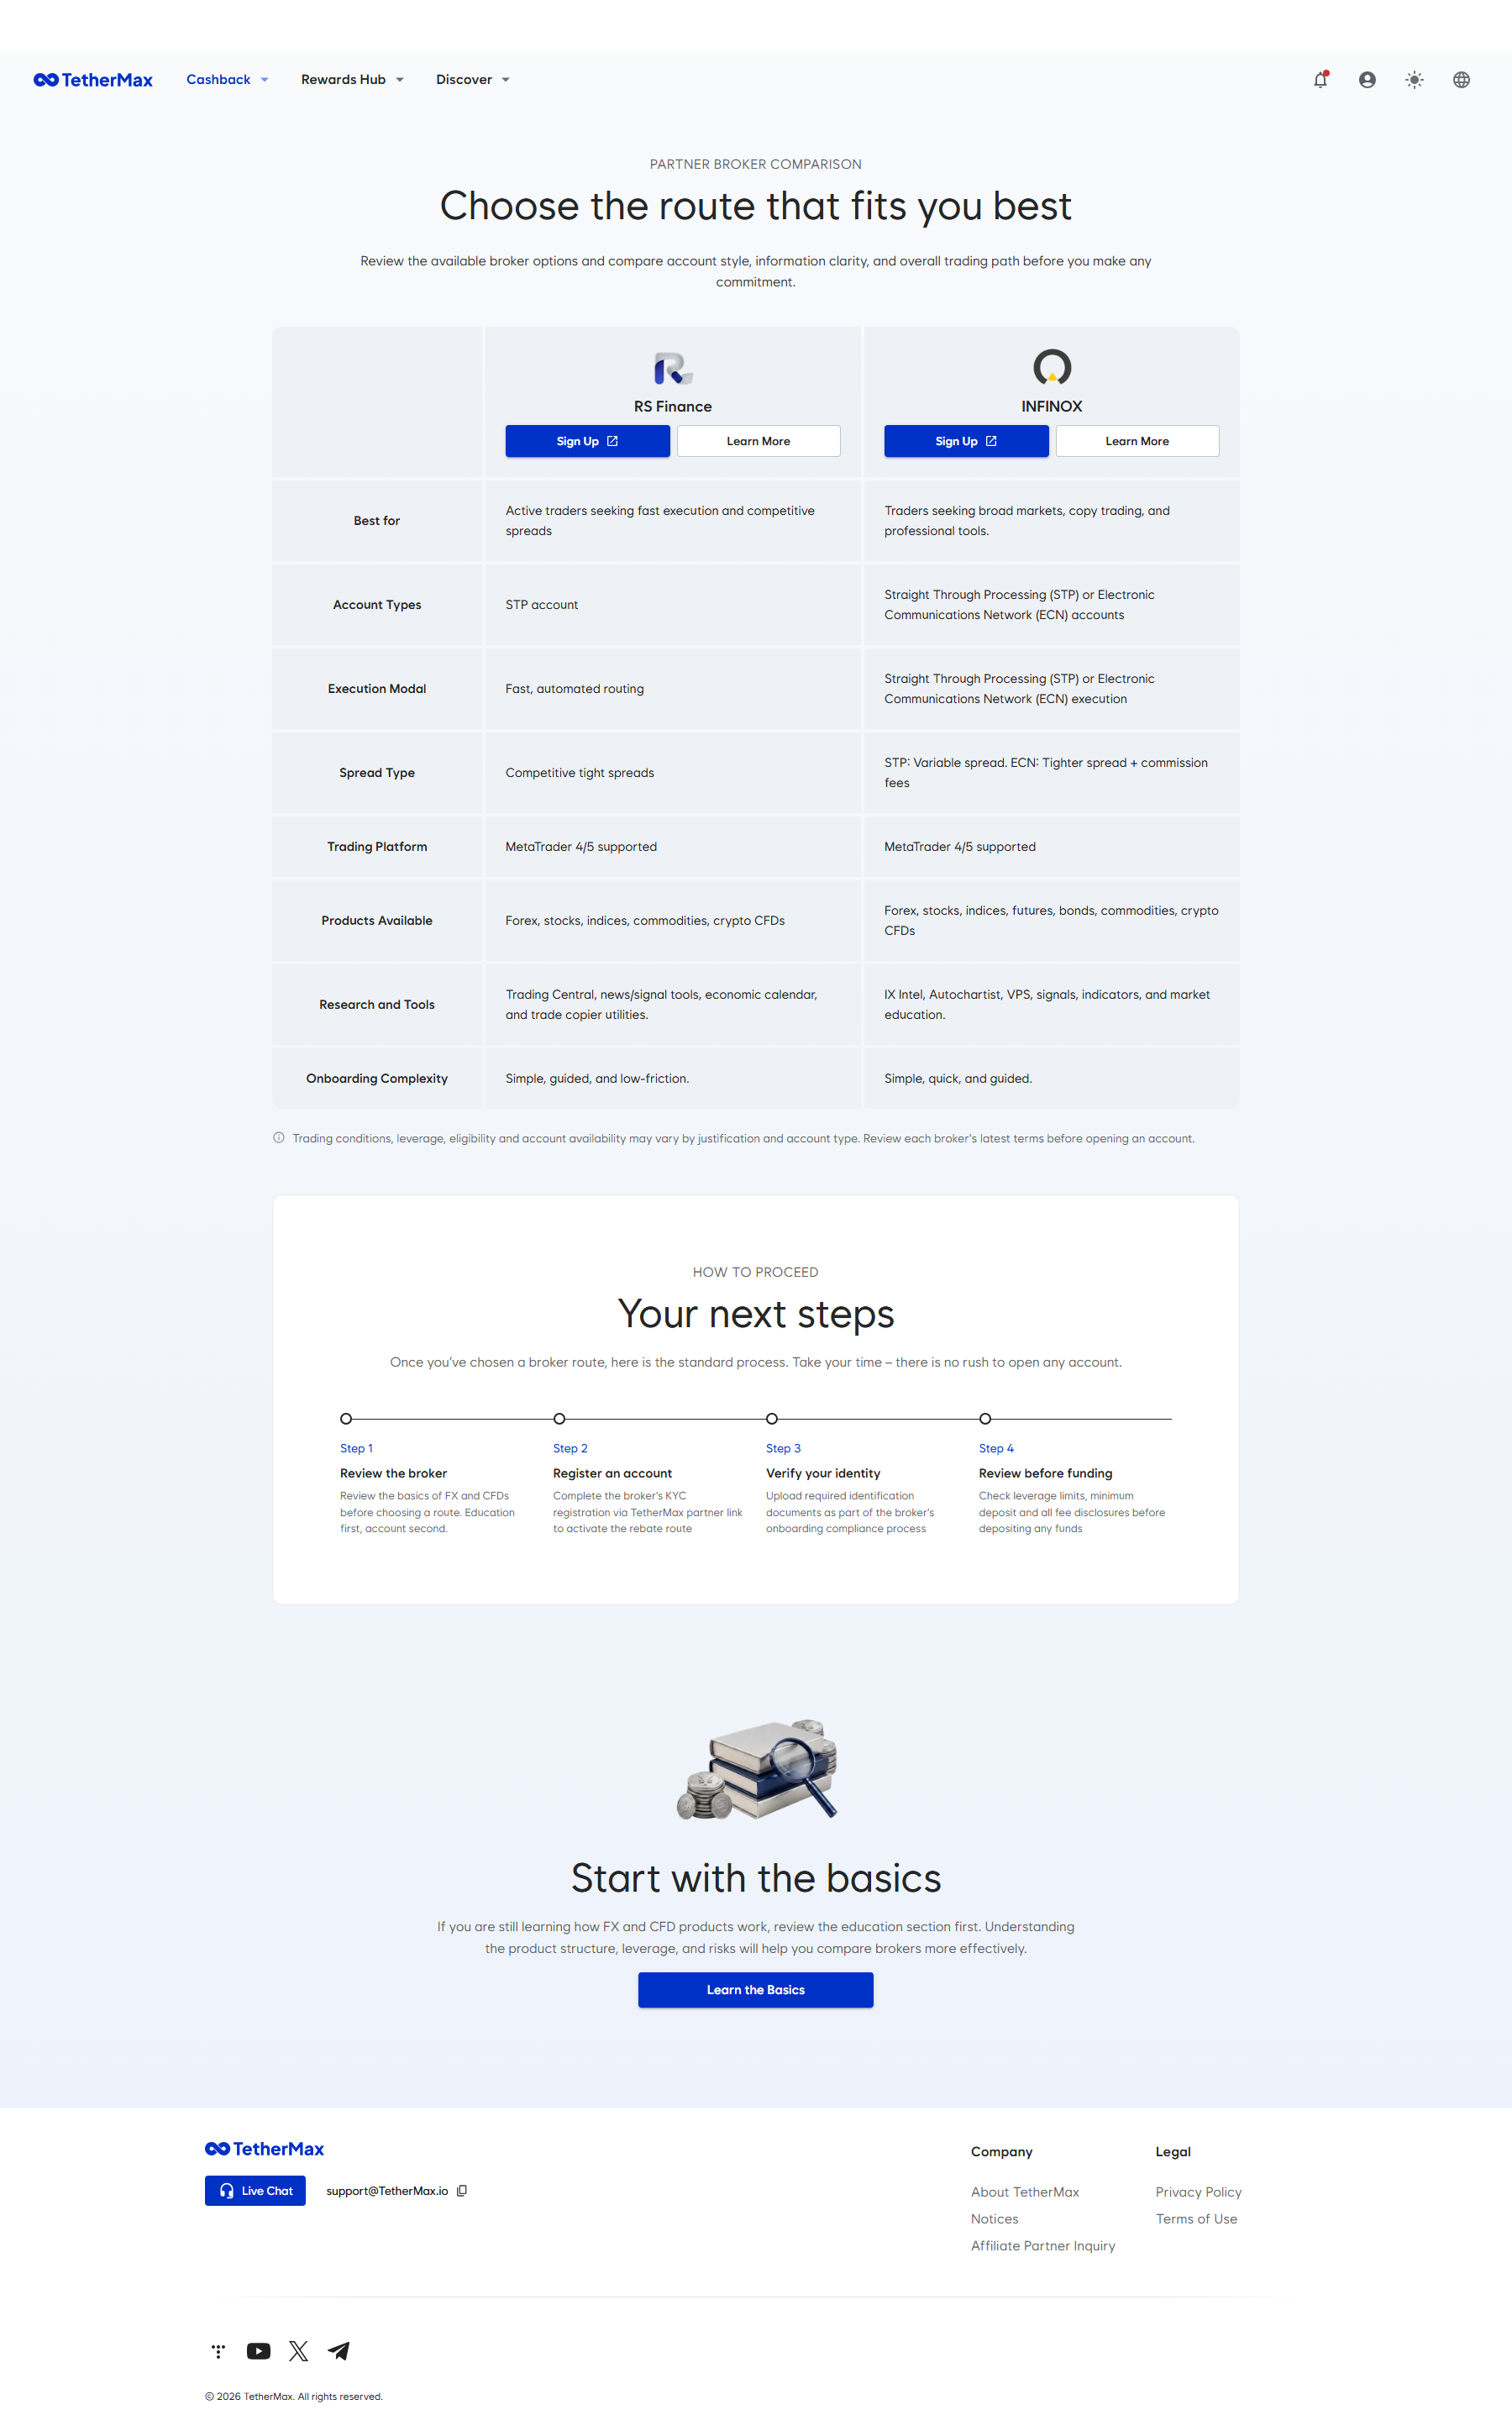 TetherMax
Cashback
Rewards Hub
Discover
PARTNER BROKER COMPARISON
Choose the route that fits you best
Review the available broker options and compare account style, information clarity, and overall trading path before you make any
commitment.
RS Finance
INFINOX
Sign Up
Learn More
Sign Up
Learn More
Best for
Active traders seeking fast execution and competitive
spreads
Traders seeking broad markets, copy trading, and
professional tools.
Account Types
STP account
Straight Through Processing (STP) or Electronic
Communications Network (ECN) accounts
Execution Modal
Fast, automated routing
Straight Through Processing (STP) or Electronic
Communications Network (ECN) execution
Spread Type
Competitive tight spreads
STP: Variable spread. ECN: Tighter spread + commission
fees
Trading Platform
MetaTrader 4/5 supported
MetaTrader 4/5 supported
Products Available
Forex, stocks, indices, commodities, crypto CFDs
Forex, stocks, indices, futures, bonds, commodities, crypto
CFDs
Research and Tools
Trading Central, news/signal tools, economic calendar,
and trade copier utilities.
IX Intel, Autochartist, VPS, signals, indicators, and market
education.
Onboarding Complexity
Simple, guided, and low-friction.
Simple, quick, and guided.
Trading conditions, leverage, eligibility and account availability may vary by justification and account type. Review each broker's latest terms before opening an account.
HOW TO PROCEED
Your next steps
Once you've chosen a broker route, here is the standard process. Take your time – there is no rush to open any account.
Step 1
Review the broker
Review the basics of FX and CFDs
before choosing a route. Education
first, account second.
Step 2
Register an account
Complete the broker's KYC
registration via TetherMax partner link
to activate the rebate route
Step 3
Verify your identity
Upload required identification
documents as part of the broker's
onboarding compliance process
Step 4
Review before funding
Check leverage limits, minimum
deposit and all fee disclosures before
depositing any funds
Start with the basics
If you are still learning how FX and CFD products work, review the education section first. Understanding
the product structure, leverage, and risks will help you compare brokers more effectively.
Learn the Basics
TetherMax
Live Chat
support@TetherMax.io
Company
About TetherMax
Notices
Affiliate Partner Inquiry
Legal
Privacy Policy
Terms of Use
© 2026 TetherMax. All rights reserved.